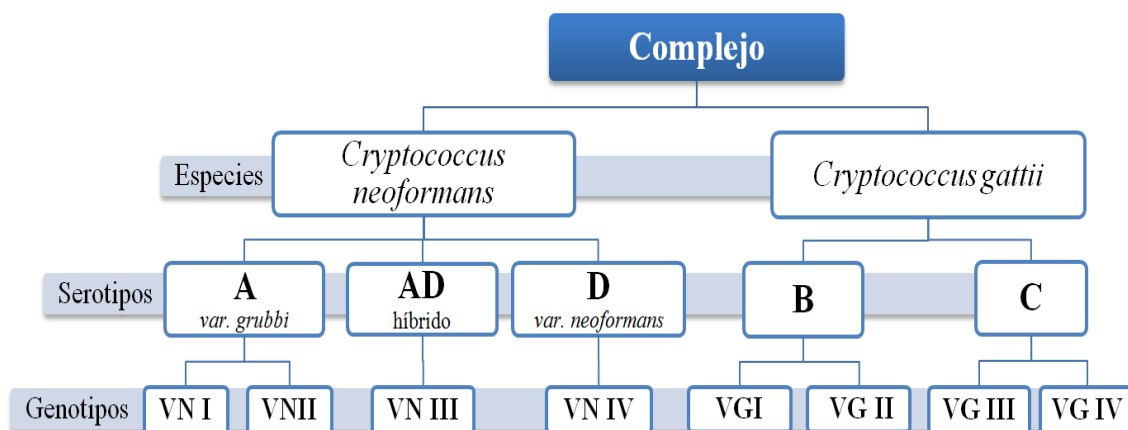 Complejo
Especies
Cryptococcus
neoformans
Cryptococcus gattii
Serotipos
A
var. grubbi
AD
híbrido
D
var. neoformans
B
C
Genotipos
VN I
VNII
VN III
VN IV
VGI
VG II
VG III
VG IV